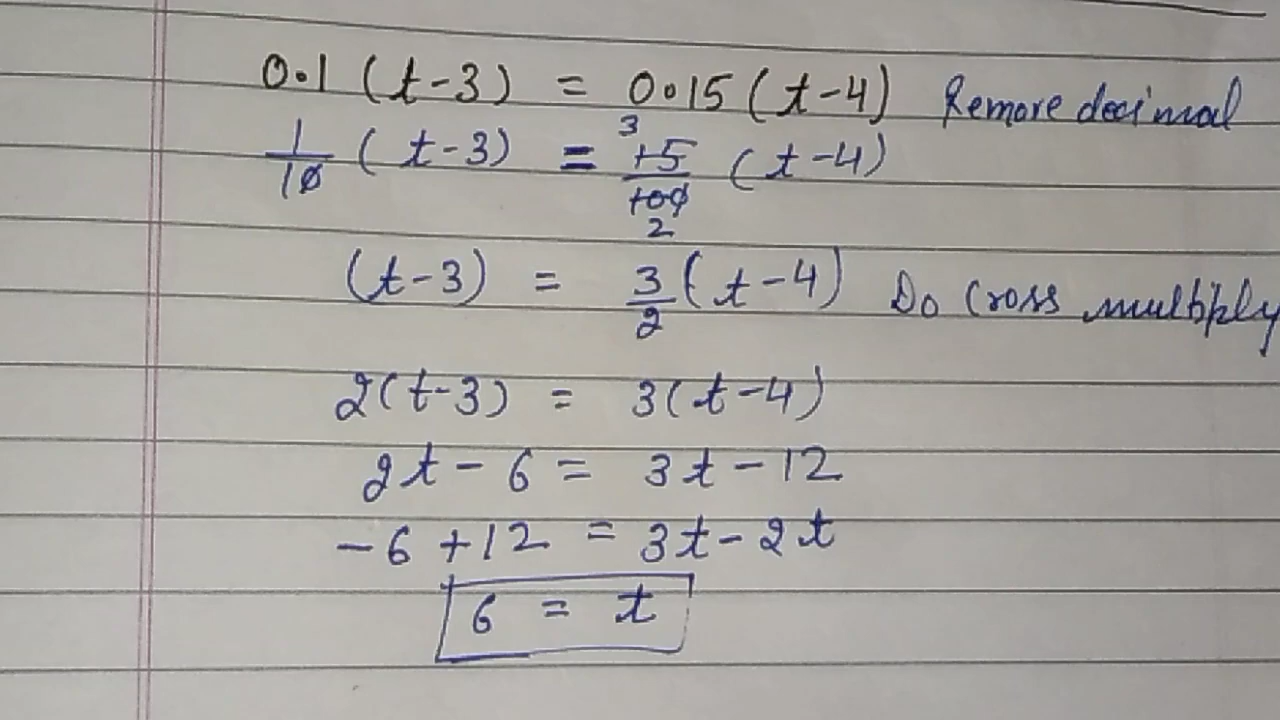 0.1 (t-3) = 0.15 (t-4) Remove decimal
1/10 (t-3) = 15/100 (t-4) 3 2
(t-3) = 3/2 (t-4) Do Cross multiply
2(t-3) = 3(t-4)
2t - 6 = 3t - 12
-6 + 12 = 3t - 2t
6 = t